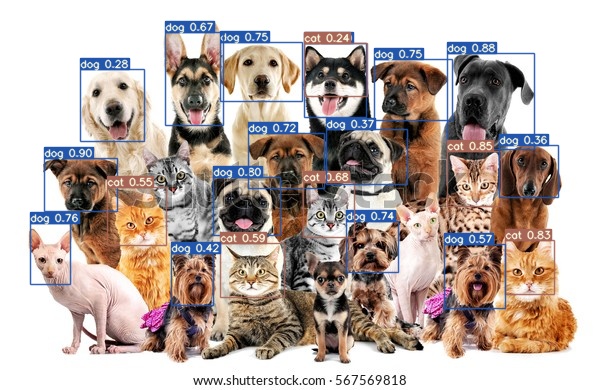 dog 0.67
dog 0.75
cat 0.24
dog 0.28
dog 0.75
dog 0.88
dog 0.72
dog 0.37
dog 0.36
cat 0.85
dog 0.90
cat 0.55
dog 0.80
cat 0.68
dog 0.76
dog 0.74
dog 0.42
cat 0.59
dog 0.57
cat 0.83
shutterstock.com · 567569818